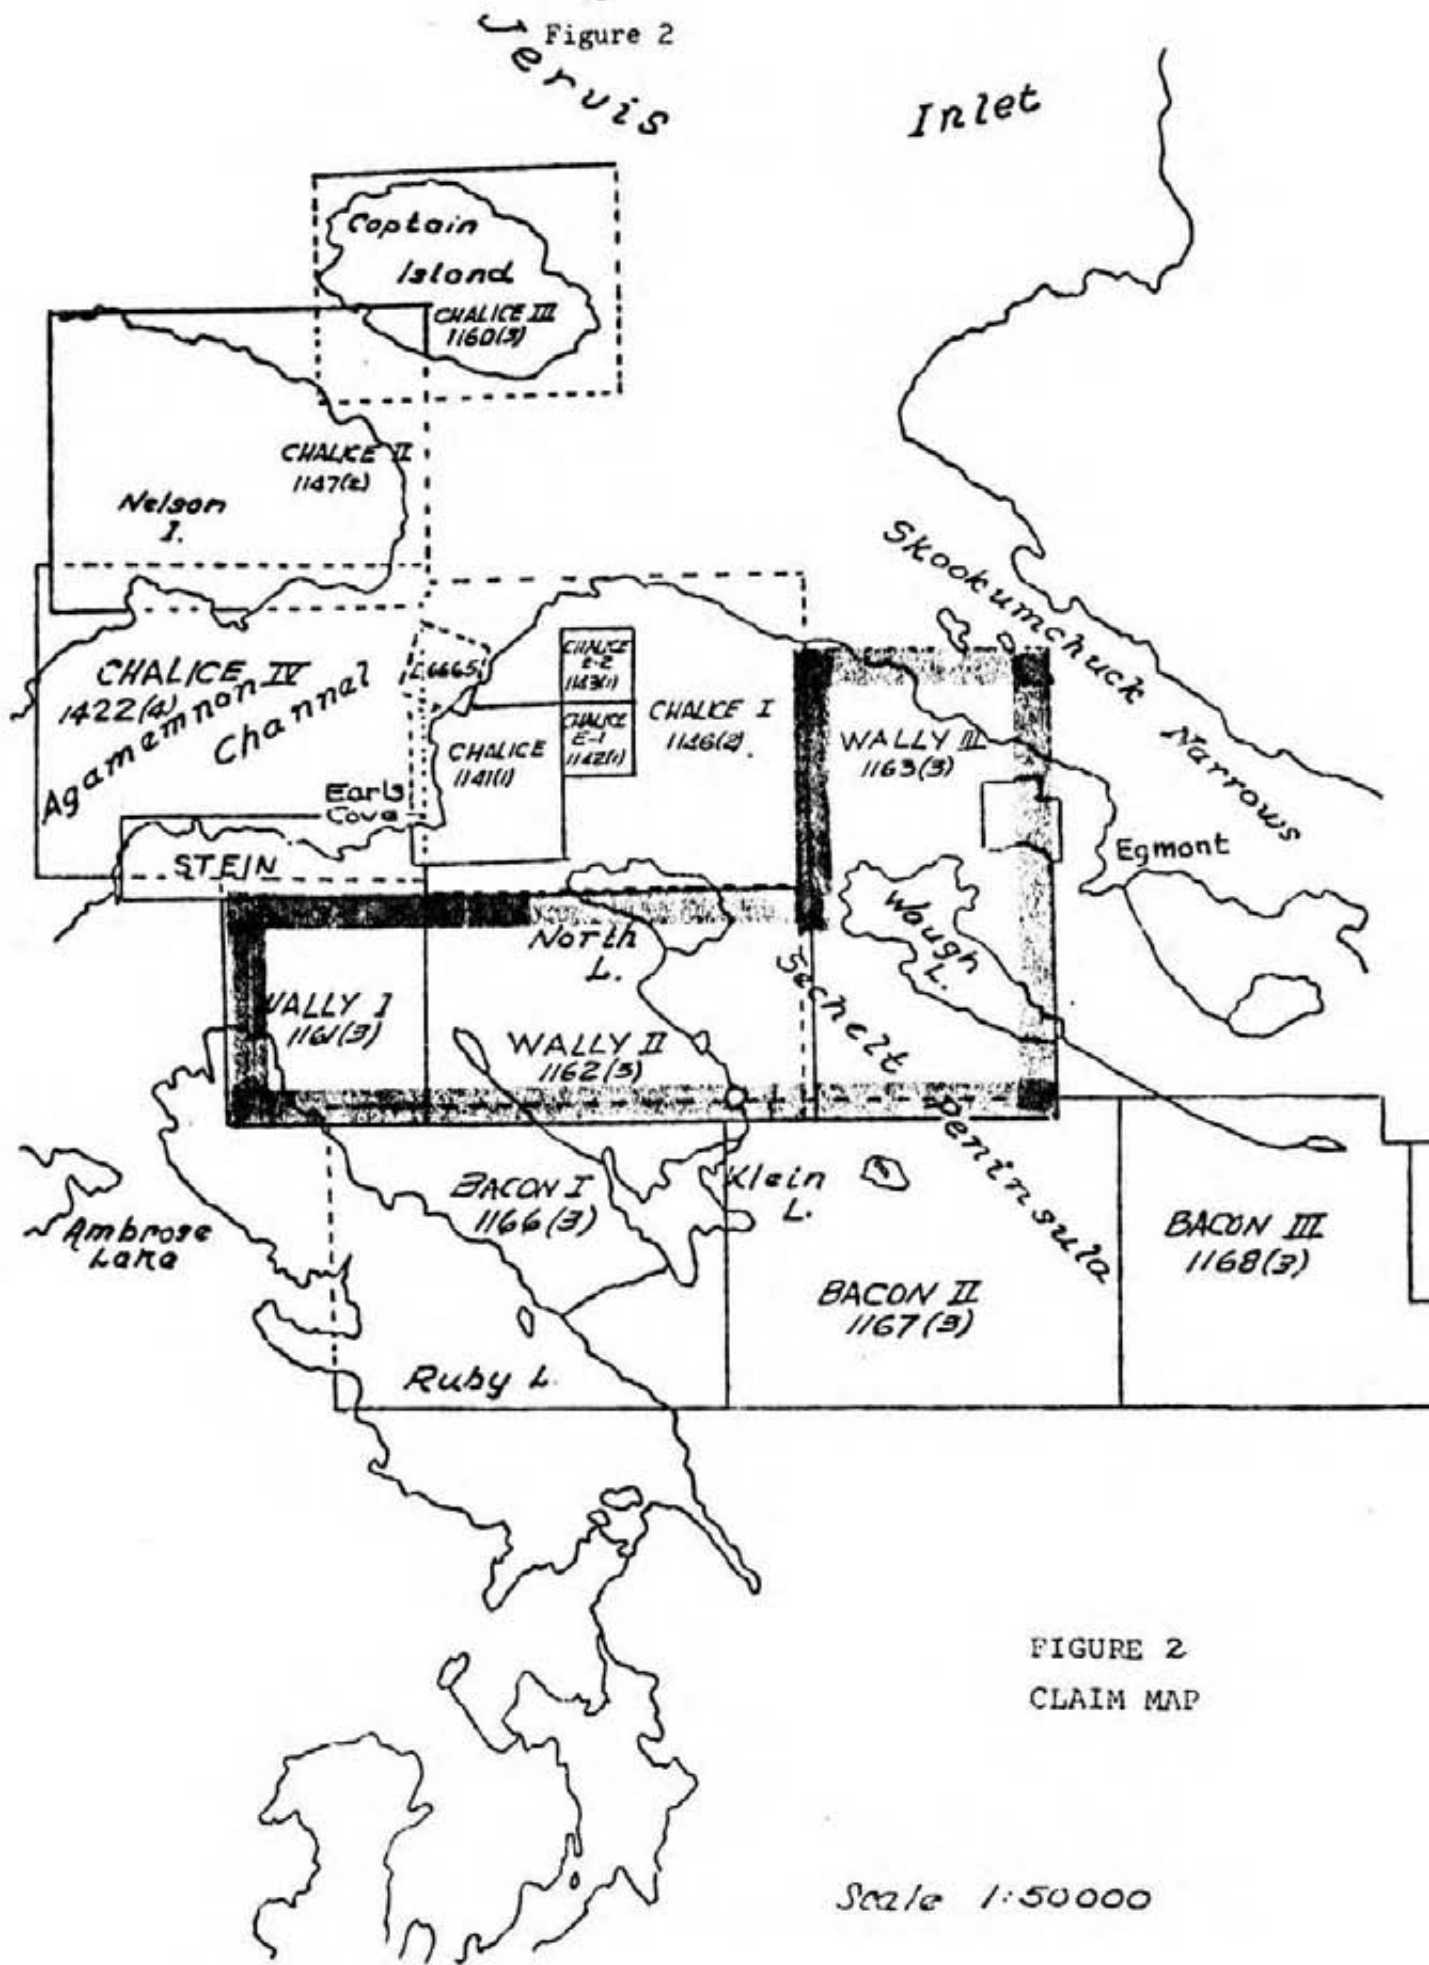 Figure 2
Jervis
Inlet
Captain
Island
CHALICE III
1160(3)
CHALICE II
1147(2)
Nelson
I.
Skookumchuck Narrows
CHALICE IV
1422(4)
Agamemnon
Channel
L.6665
CHALICE
E-2
1143(1)
CHALICE
E-1
1142(1)
CHALICE I
1146(2)
CHALICE
1141(1)
WALLY III
1163(3)
Earls
Cove
STEIN
Egmont
Waugh
L.
North
L.
Sechelt Peninsula
WALLY I
1161(3)
WALLY II
1162(3)
BACON I
1166(3)
Klein
L.
Ambrose
Lake
BACON III
1168(3)
BACON II
1167(3)
Ruby L.
FIGURE 2
CLAIM MAP
Scale 1:50000